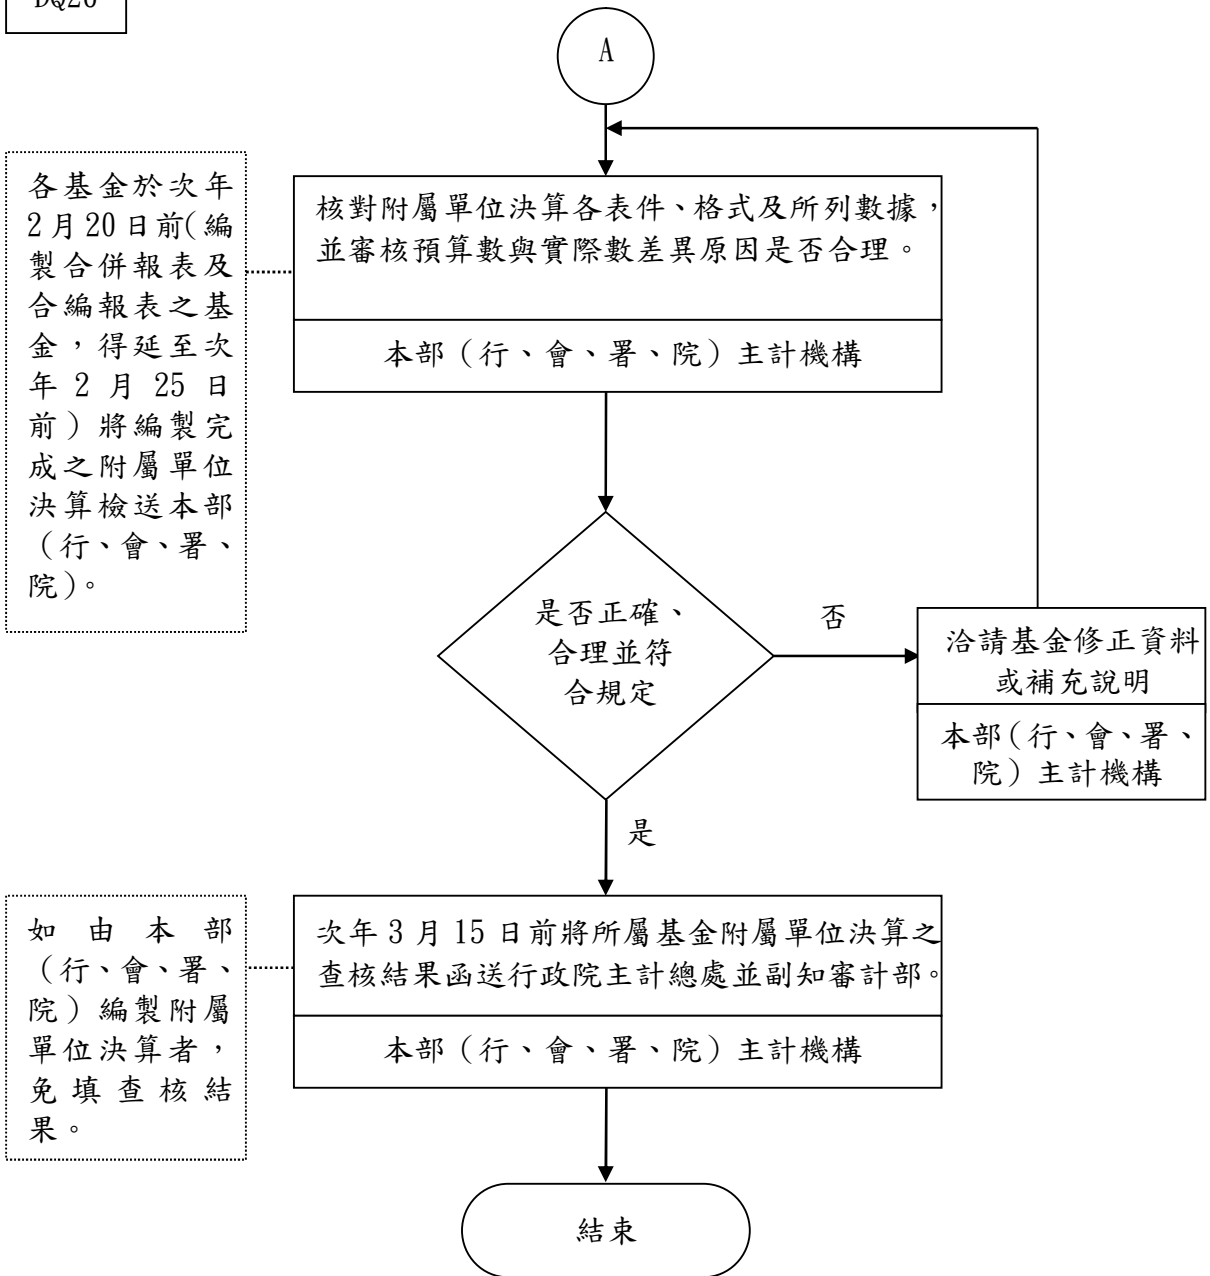 A
各基金於次年
2月20日前(編
製合併報表及
合編報表之基
金，得延至次
年2月25日
前)將編製完
成之附屬單位
決算檢送本部
(行、會、署、
院)。
核對附屬單位決算各表件、格式及所列數據，
並審核預算數與實際數差異原因是否合理。
本部（行、會、署、院）主計機構
是否正確、
合理並符
合規定
否
洽請基金修正資料
或補充說明
本部(行、會、署、
院）主計機構
是
如由本部
(行、會、署、
院）編製附屬
單位決算者，
免填查核結
果。
次年3月15日前將所屬基金附屬單位決算之
查核結果函送行政院主計總處並副知審計部。
本部（行、會、署、院）主計機構
結束